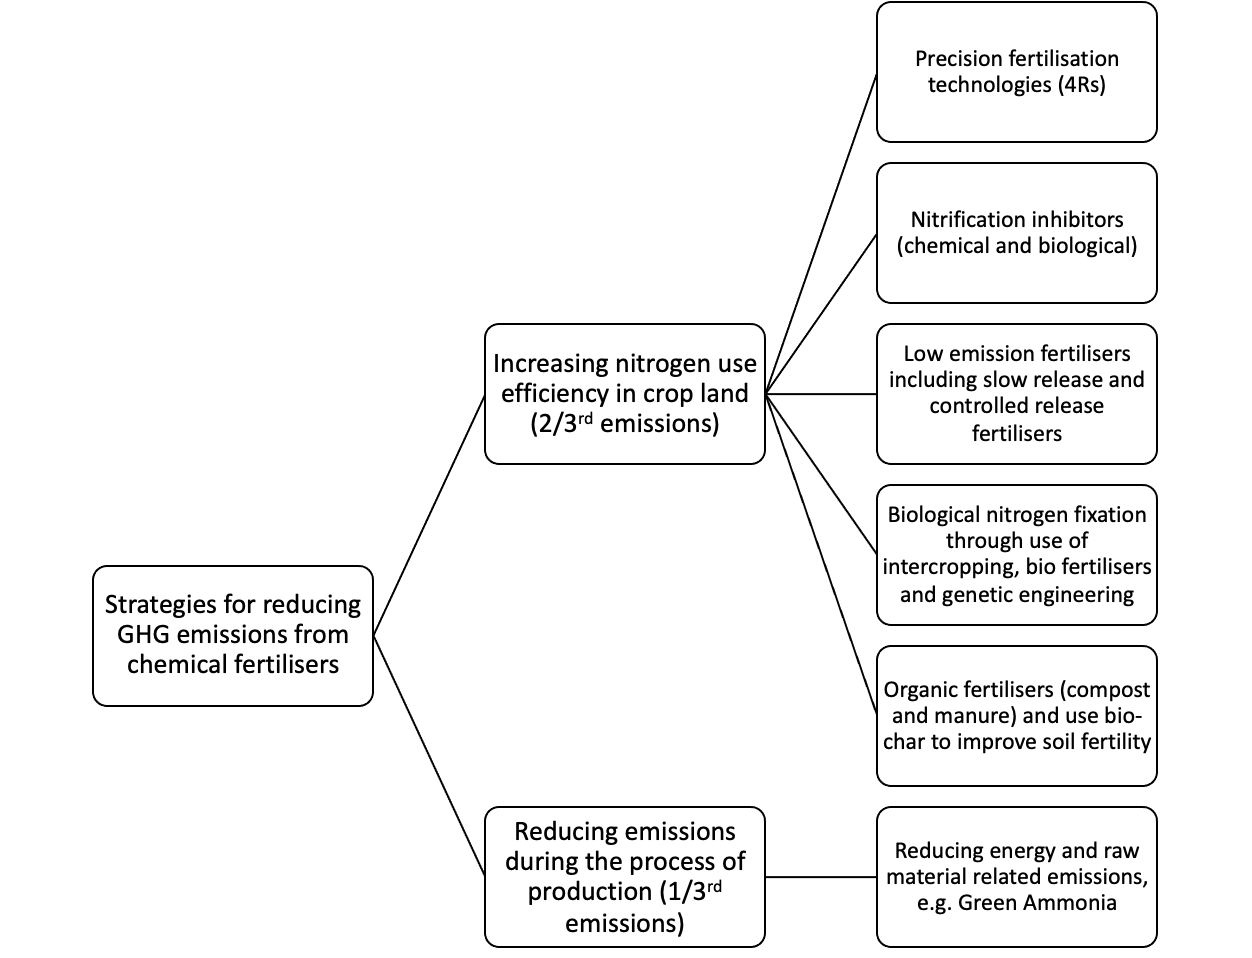 Strategies for reducing
GHG emissions from
chemical fertilisers
Increasing nitrogen use
efficiency in crop land
(2/3rd emissions)
Precision fertilisation
technologies (4Rs)
Nitrification inhibitors
(chemical and biological)
Low emission fertilisers
including slow release and
controlled release
fertilisers
Biological nitrogen fixation
through use of
intercropping, bio fertilisers
and genetic engineering
Organic fertilisers (compost
and manure) and use bio-
char to improve soil fertility
Reducing emissions
during the process of
production (1/3rd
emissions)
Reducing energy and raw
material related emissions,
e.g. Green Ammonia